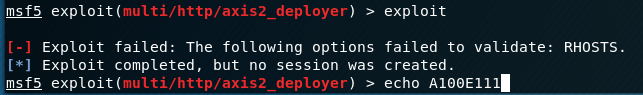 msf5 exploit(multi/http/axis2_deployer) > exploit
[-] Exploit failed: The following options failed to validate: RHOSTS.
[*] Exploit completed, but no session was created.
msf5 exploit(multi/http/axis2_deployer) > echo A100E111